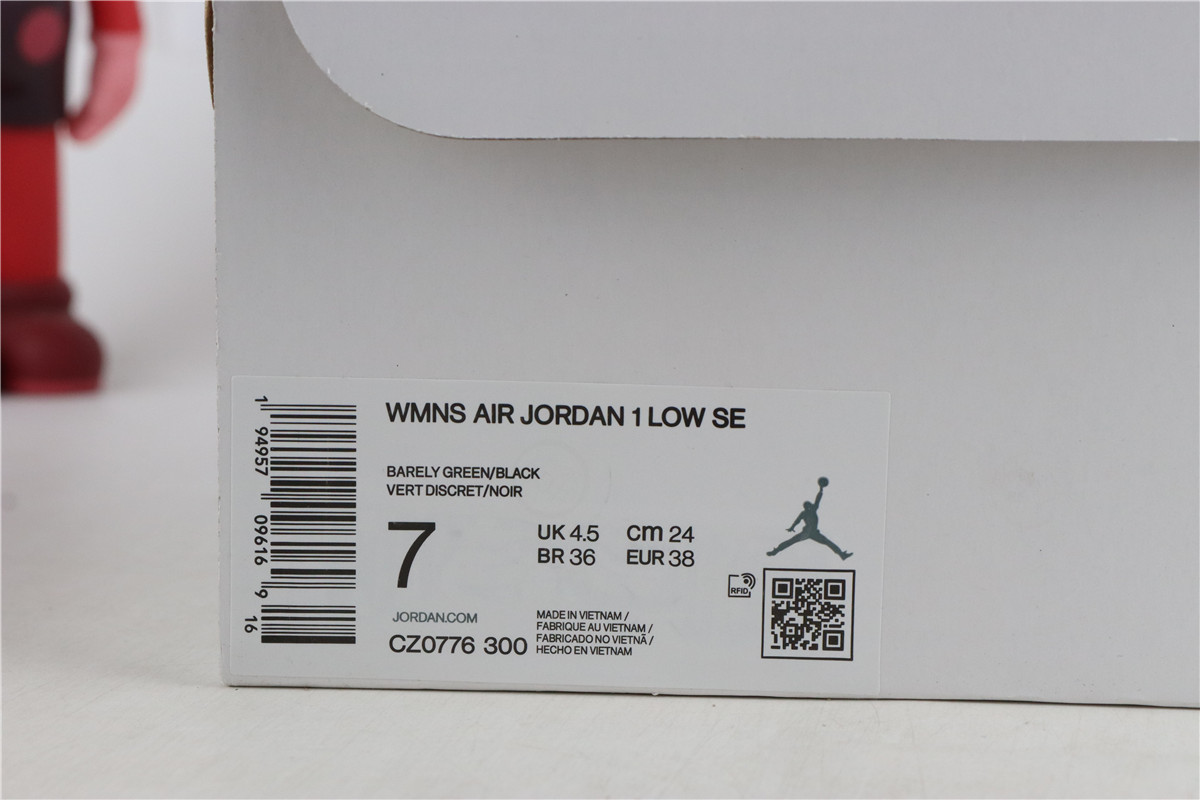 WMNS AIR JORDAN 1 LOW SE
BARELY GREEN/BLACK
VERT DISCRET/NOIR
7
UK 4.5 cm 24
BR 36 EUR 38
JORDAN.COM
CZ0776 300
MADE IN VIETNAM /
FABRIQUE AU VIETNAM /
FABRICADO NO VIETNÃ /
HECHO EN VIETNAM
RFID
1 94957 09616 9 16